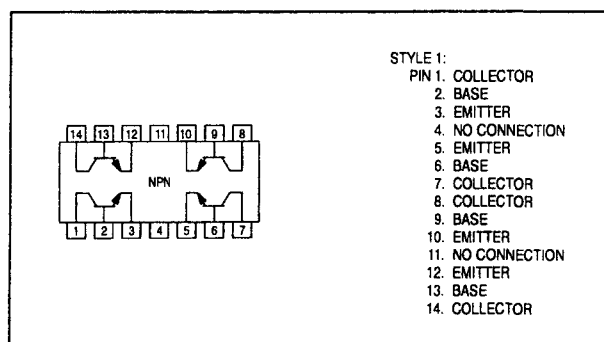 STYLE 1:
PIN 1. COLLECTOR
2. BASE
3. EMITTER
4. NO CONNECTION
5. EMITTER
6. BASE
7. COLLECTOR
8. COLLECTOR
9. BASE
10. EMITTER
11. NO CONNECTION
12. EMITTER
13. BASE
14. COLLECTOR
14 13 12 11 10 9 8
NPN
1 2 3 4 5 6 7